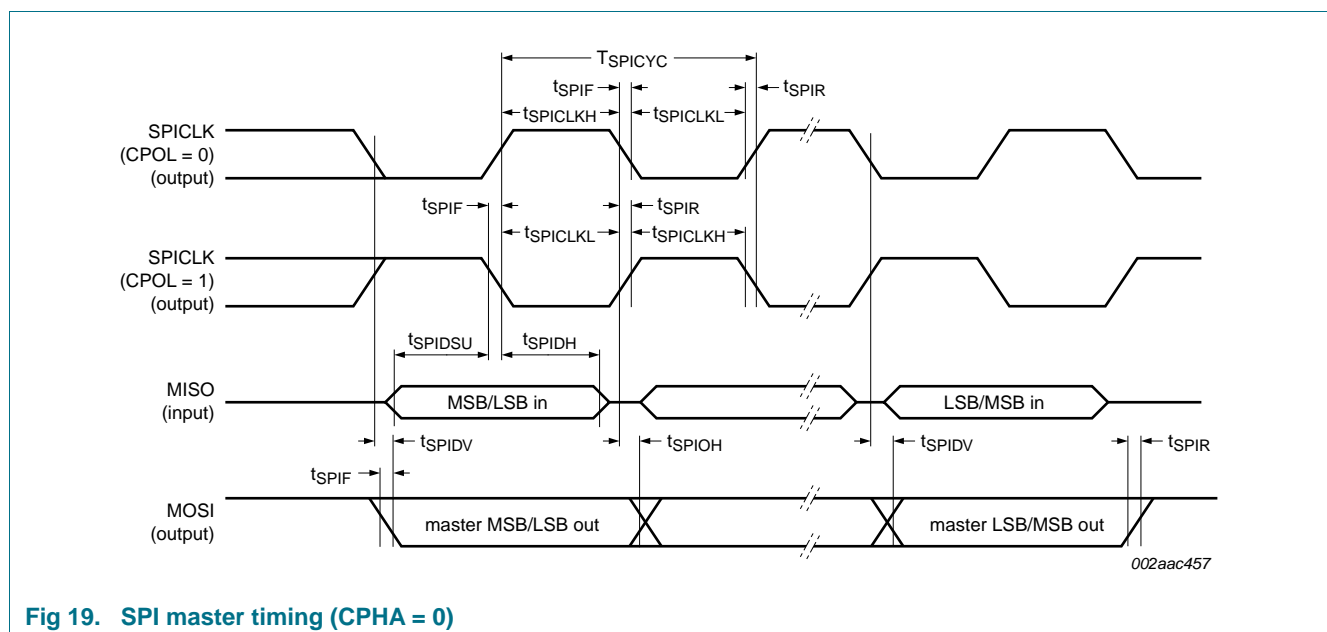 TSPICYC
tSPIF
tSPIR
tSPICLKH
tSPICLKL
SPICLK
(CPOL = 0)
(output)
tSPIF
tSPIR
tSPICLKL
tSPICLKH
SPICLK
(CPOL = 1)
(output)
tSPIDSU
tSPIDH
MISO
(input)
MSB/LSB in
LSB/MSB in
tSPIDV
tSPIOH
tSPIDV
tSPIR
tSPIF
MOSI
(output)
master MSB/LSB out
master LSB/MSB out
002aac457
Fig 19. SPI master timing (CPHA = 0)